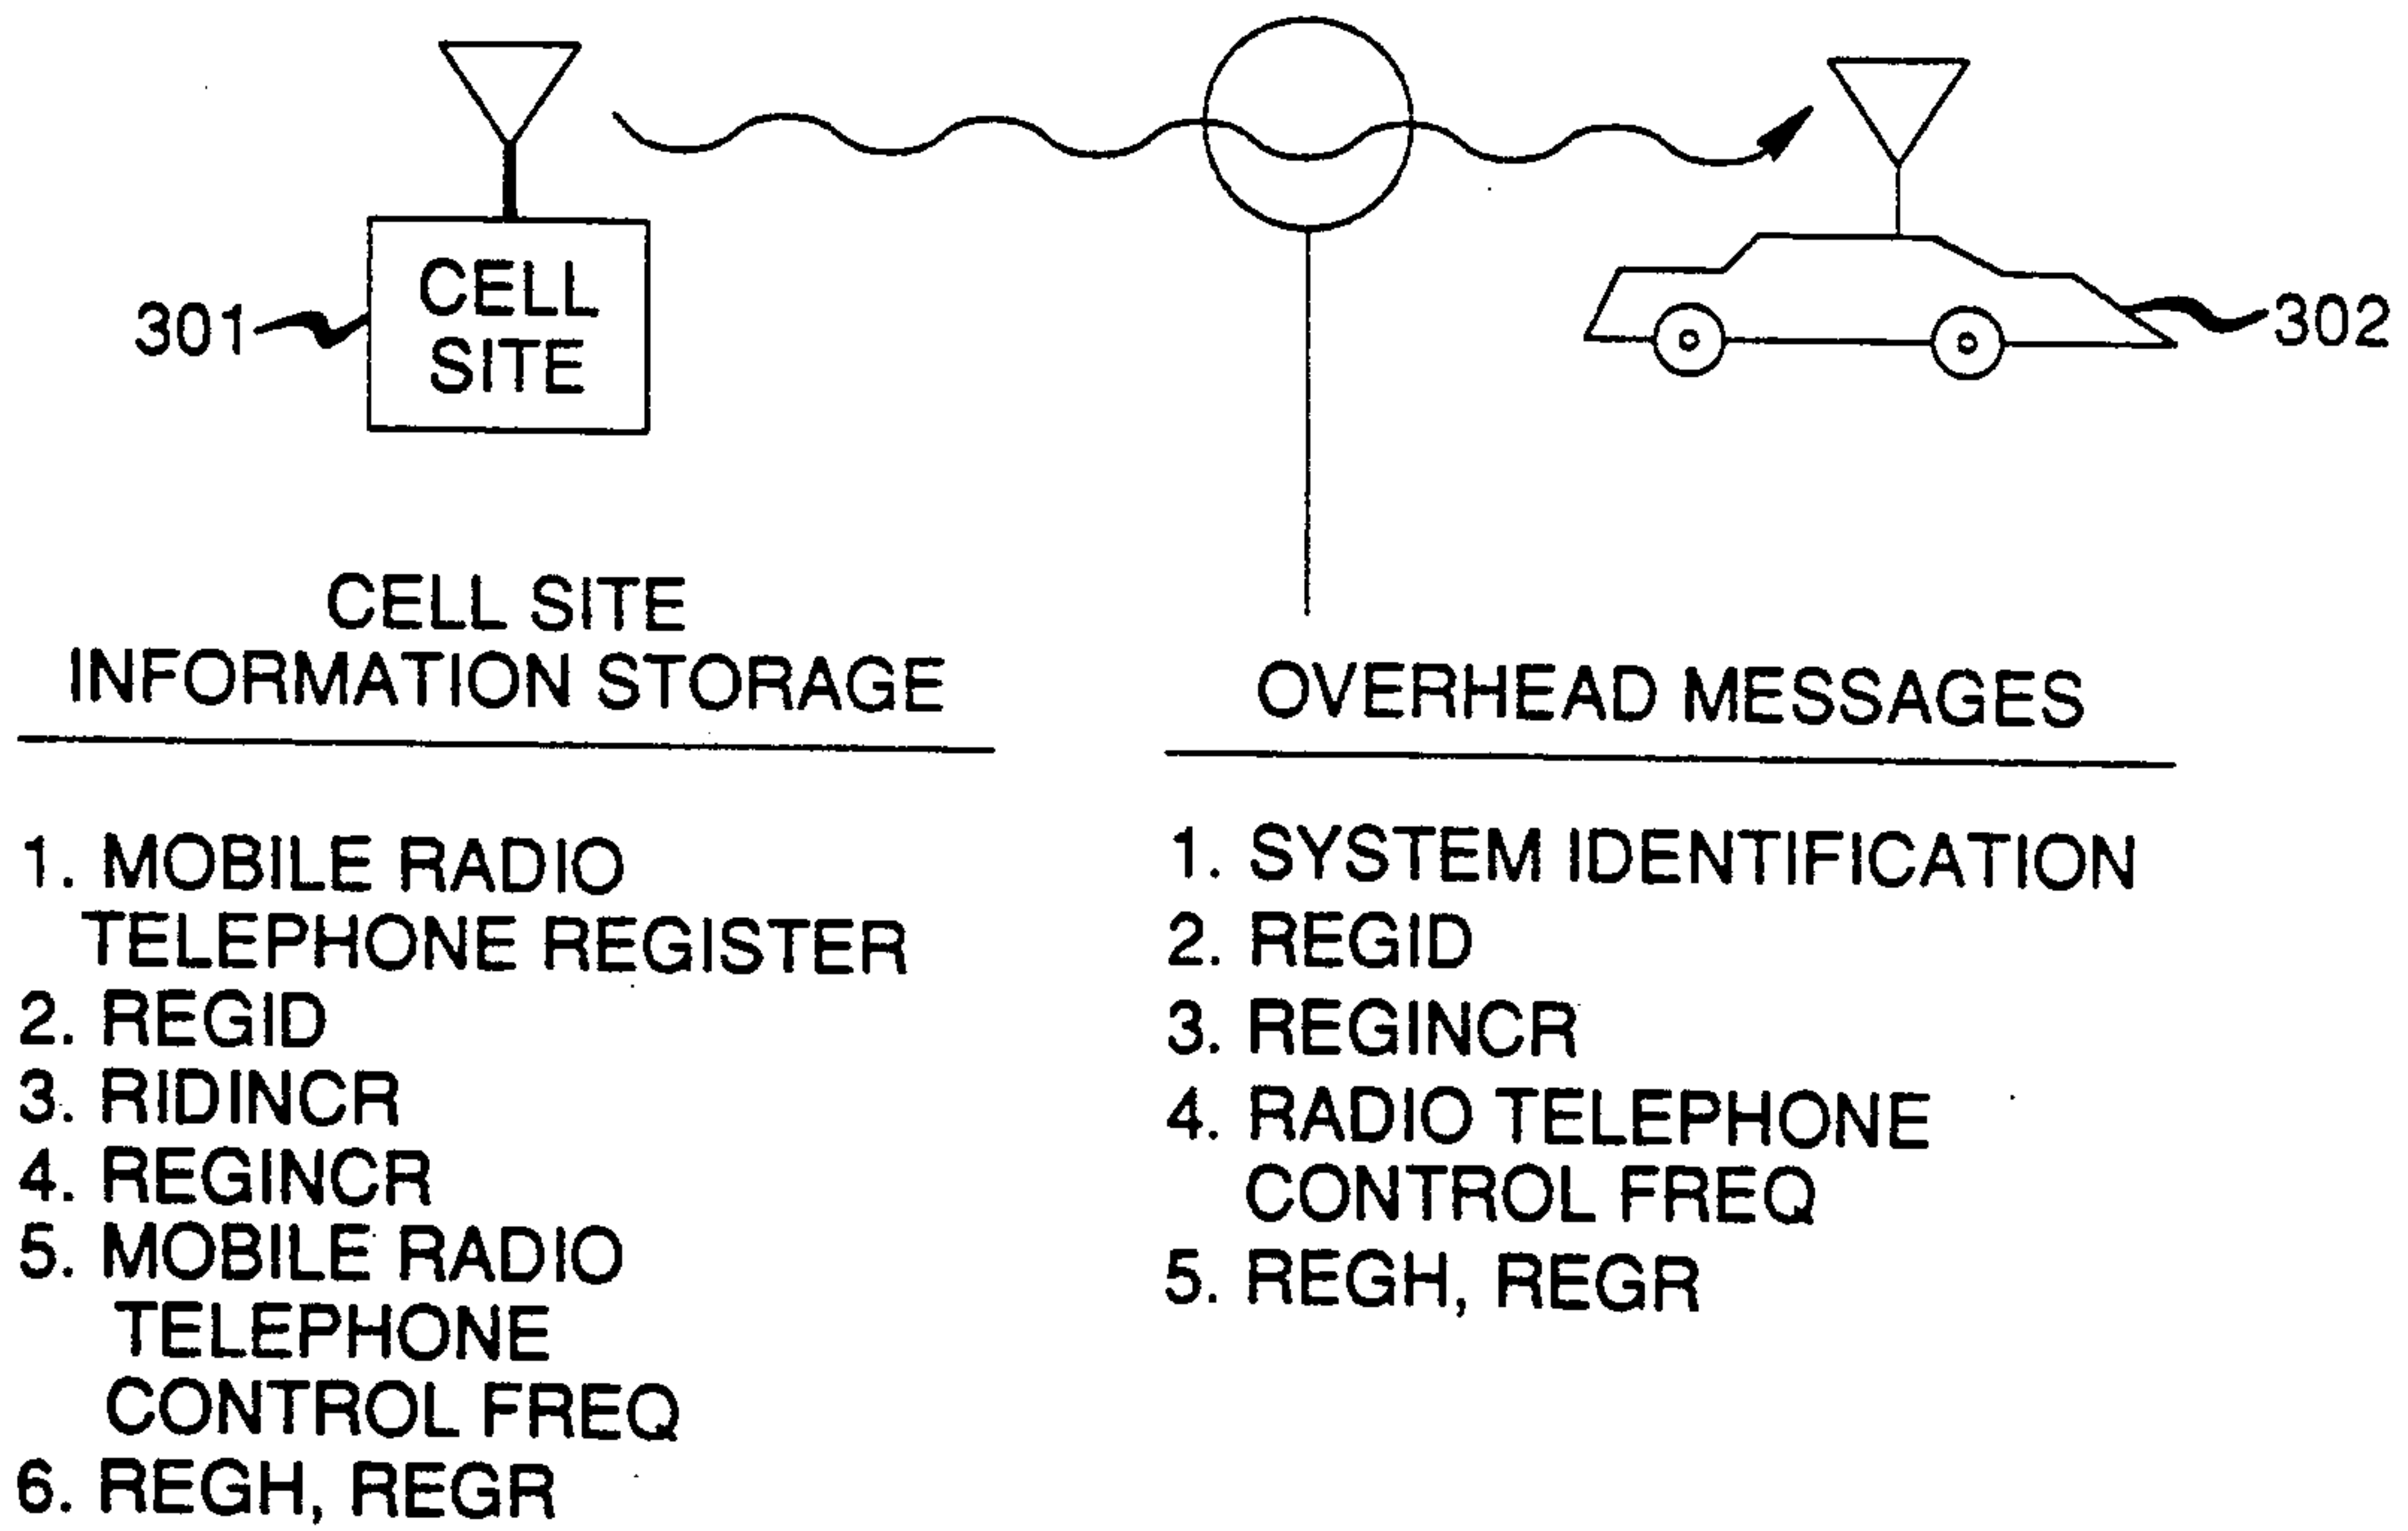 CELL
SITE
301
302
CELL SITE
INFORMATION STORAGE
1. MOBILE RADIO
TELEPHONE REGISTER
2. REGID
3. RIDINCR
4. REGINCR
5. MOBILE RADIO
TELEPHONE
CONTROL FREQ
6. REGH, REGR
OVERHEAD MESSAGES
1. SYSTEM IDENTIFICATION
2. REGID
3. REGINCR
4. RADIO TELEPHONE
CONTROL FREQ
5. REGH, REGR